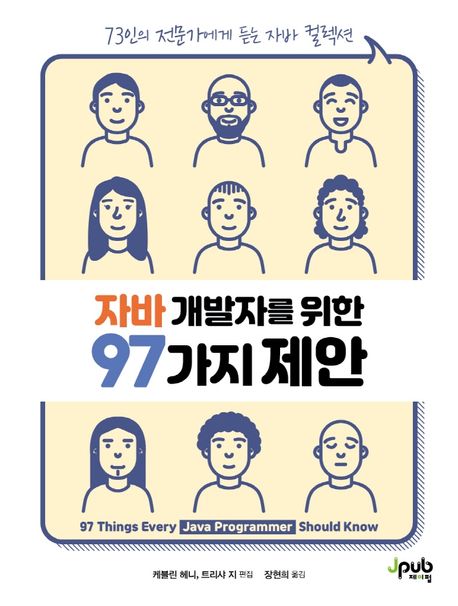 73인의 전문가에게 듣는 자바 컬렉션
자바 개발자를 위한
97가지 제안
97 Things Every Java Programmer Should Know
케블린 헤니, 트리샤 지 편집 장현희 옮김
Jpub
제이펍